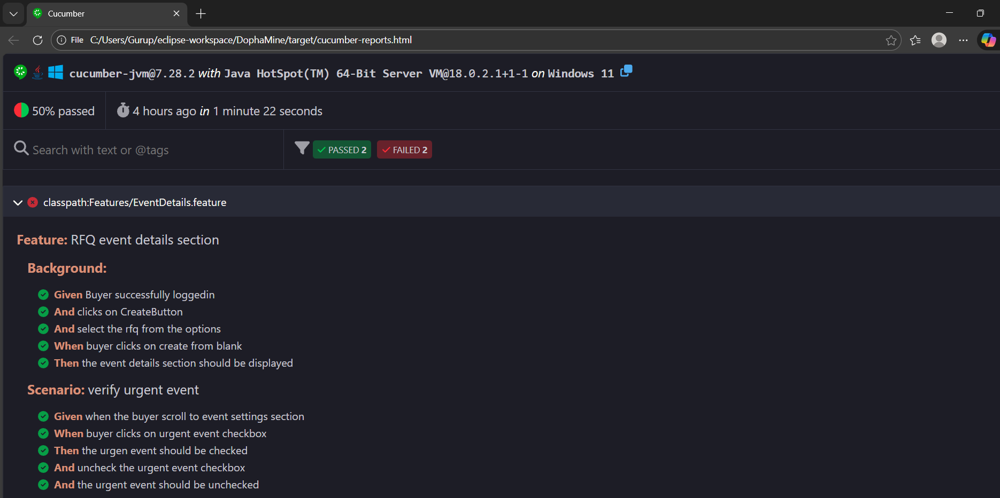 Cucumber
File C:/Users/Gurup/eclipse-workspace/DophaMine/target/cucumber-reports.html
cucumber-jvm@7.28.2 with Java HotSpot(TM) 64-Bit Server VM@18.0.2.1+1-1 on Windows 11
50% passed 4 hours ago in 1 minute 22 seconds
Search with text or @tags PASSED 2 FAILED 2
classpath:Features/EventDetails.feature
Feature: RFQ event details section
Background:
Given Buyer successfully loggedin
And clicks on CreateButton
And select the rfq from the options
When buyer clicks on create from blank
Then the event details section should be displayed
Scenario: verify urgent event
Given when the buyer scroll to event settings section
When buyer clicks on urgent event checkbox
Then the urgen event should be checked
And uncheck the urgent event checkbox
And the urgent event should be unchecked